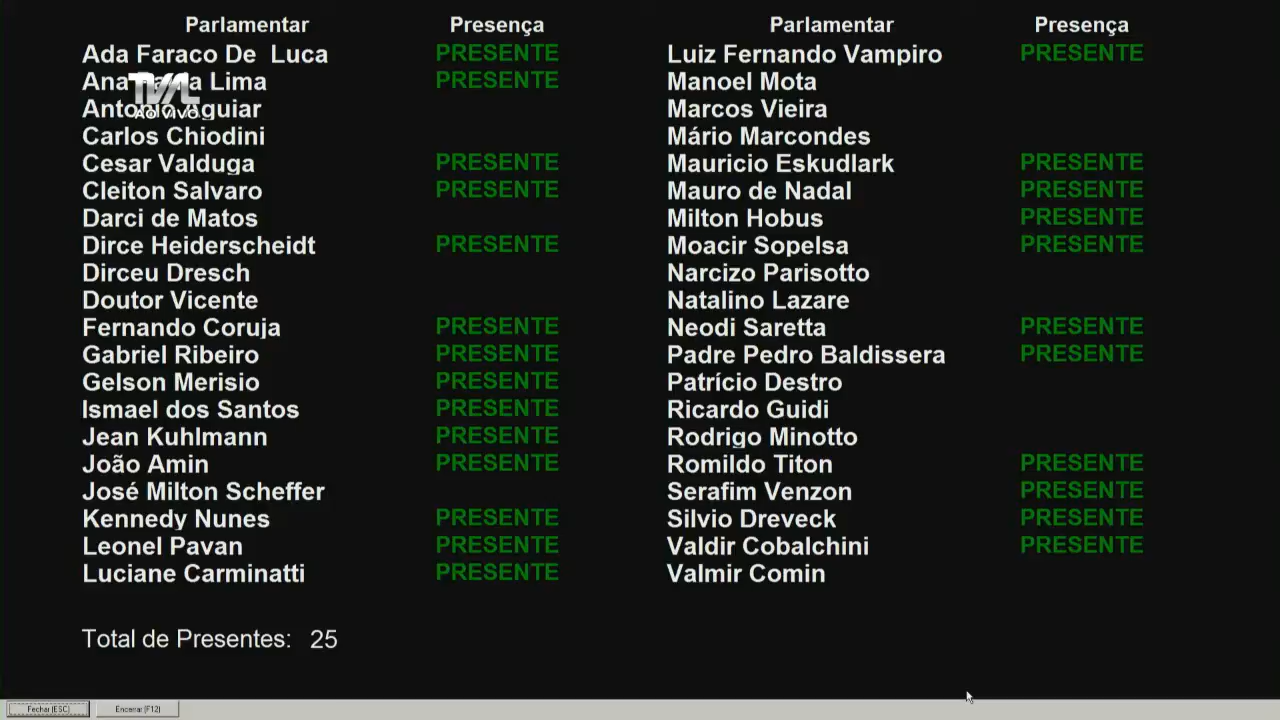 Parlamentar Presença Parlamentar Presença
Ada Faraco De Luca PRESENTE Luiz Fernando Vampiro PRESENTE
Ana Lima PRESENTE Manoel Mota
Antonio Aguiar Marcos Vieira
Carlos Chiodini Mário Marcondes
Cesar Valduga PRESENTE Mauricio Eskudlark PRESENTE
Cleiton Salvaro PRESENTE Mauro de Nadal PRESENTE
Darci de Matos Milton Hobus PRESENTE
Dirce Heiderscheidt PRESENTE Moacir Sopelsa PRESENTE
Dirceu Dresch Narcizo Parisotto
Doutor Vicente Natalino Lazare
Fernando Coruja PRESENTE Neodi Saretta PRESENTE
Gabriel Ribeiro PRESENTE Padre Pedro Baldissera PRESENTE
Gelson Merisio PRESENTE Patrício Destro
Ismael dos Santos PRESENTE Ricardo Guidi
Jean Kuhlmann PRESENTE Rodrigo Minotto
João Amin PRESENTE Romildo Titon PRESENTE
José Milton Scheffer Serafim Venzon PRESENTE
Kennedy Nunes PRESENTE Silvio Dreveck PRESENTE
Leonel Pavan PRESENTE Valdir Cobalchini PRESENTE
Luciane Carminatti PRESENTE Valmir Comin
TVAL
AO VIVO
Total de Presentes: 25
Fechar (ESC) Encerrar (F12)